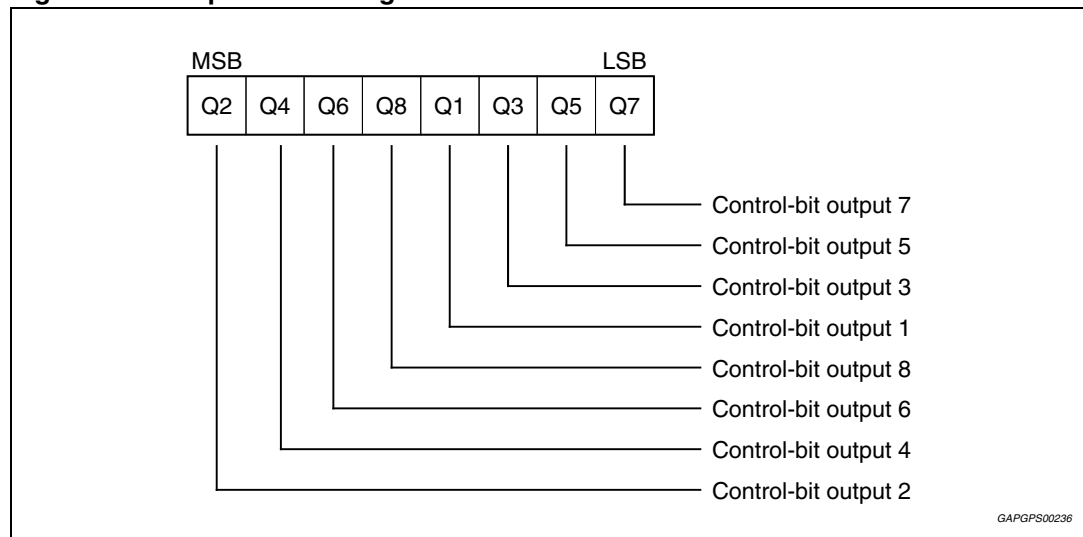 MSB LSB
Q2 Q4 Q6 Q8 Q1 Q3 Q5 Q7
Control-bit output 7
Control-bit output 5
Control-bit output 3
Control-bit output 1
Control-bit output 8
Control-bit output 6
Control-bit output 4
Control-bit output 2
GAPGPS00236